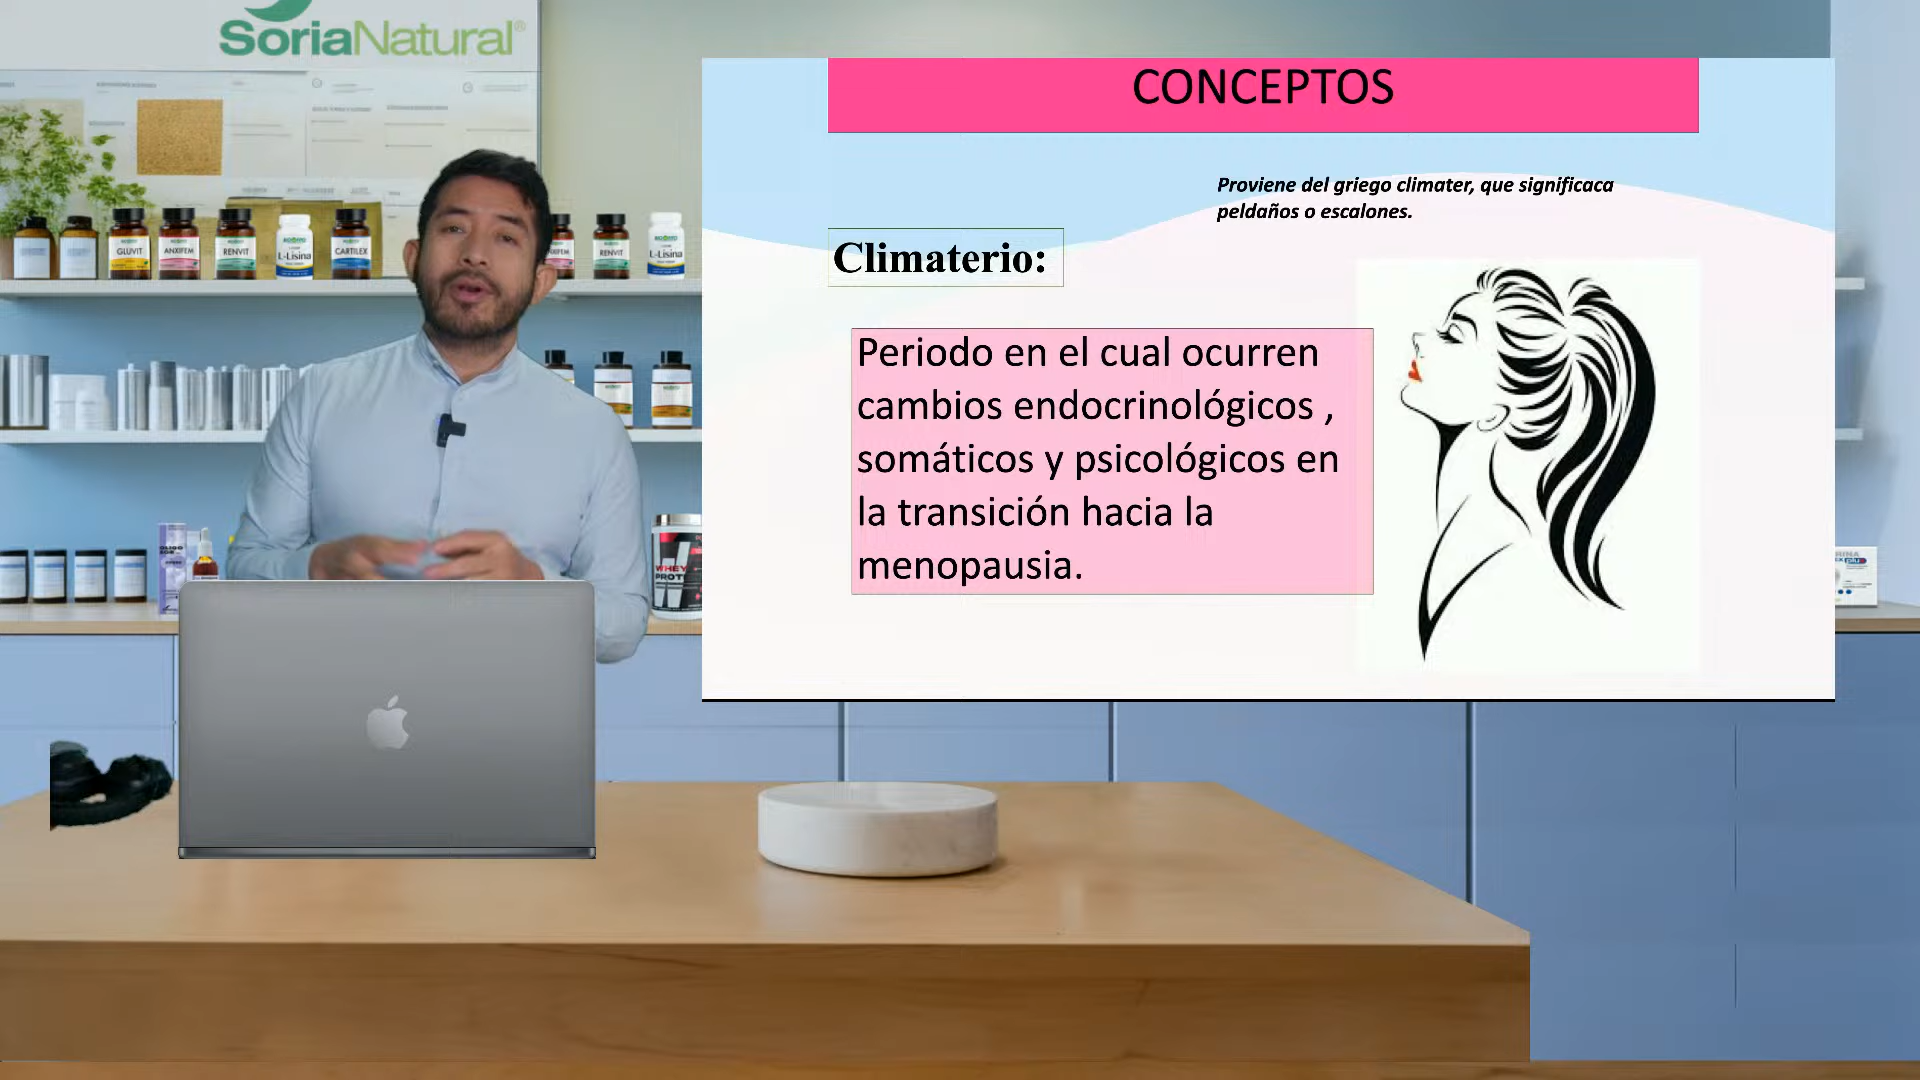 SoriaNatural®
CONCEPTOS
Proviene del griego climater, que significaca
peldaños o escalones.
Climaterio:
Periodo en el cual ocurren
cambios endocrinológicos ,
somáticos y psicológicos en
la transición hacia la
menopausia.
GLUVIT
ANXIFEM
RENVIT
L-Lisina
CARTILEX
RENVIT
L-Lisina
WHEY